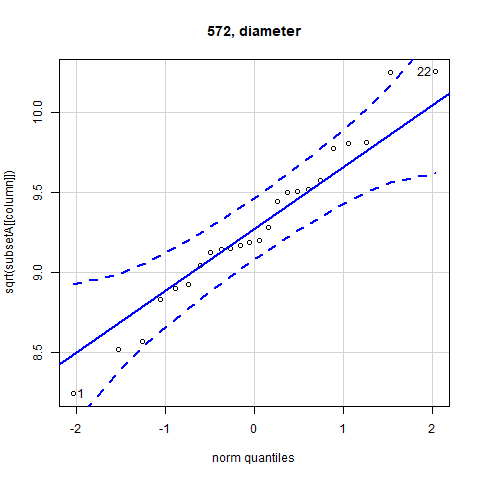 572, diameter
22
10.0
9.5
9.0
8.5
1
sqrt(subsetA[[column]])
-2 -1 0 1 2
norm quantiles